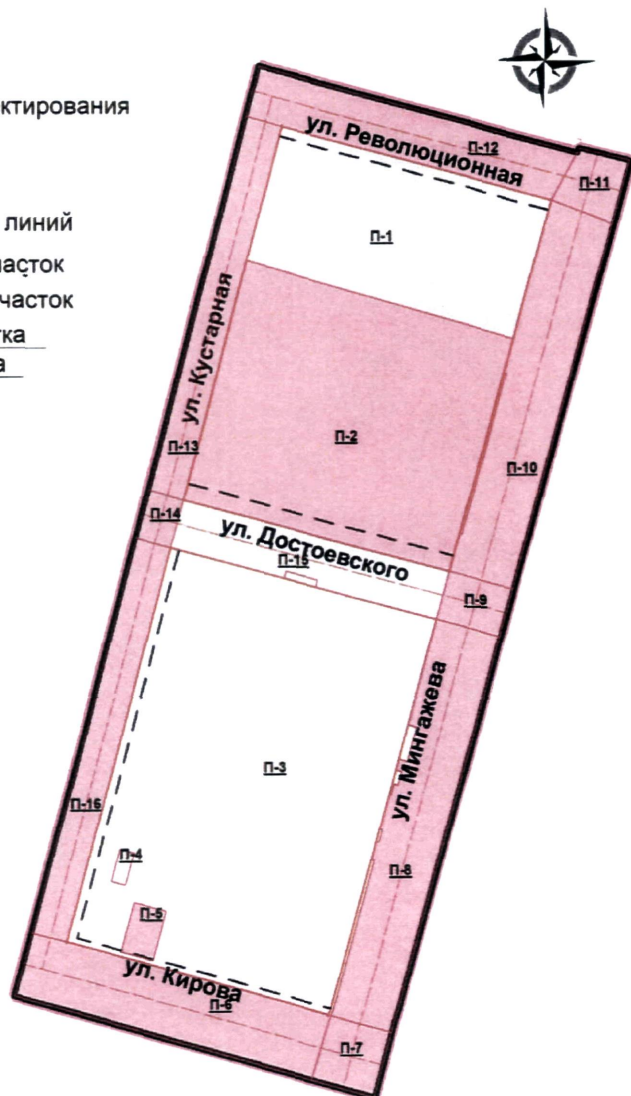 ктирования
линий
насток
часток
тка
а
ул. Революционная
П-12
П-11
П-1
ул. Кустарная
П-2
П-13
П-10
П-14
ул. Достоевского
П-15
П-9
ул. Мингажева
П-3
П-16
П-4
П-8
П-5
ул. Кирова
П-6
П-7